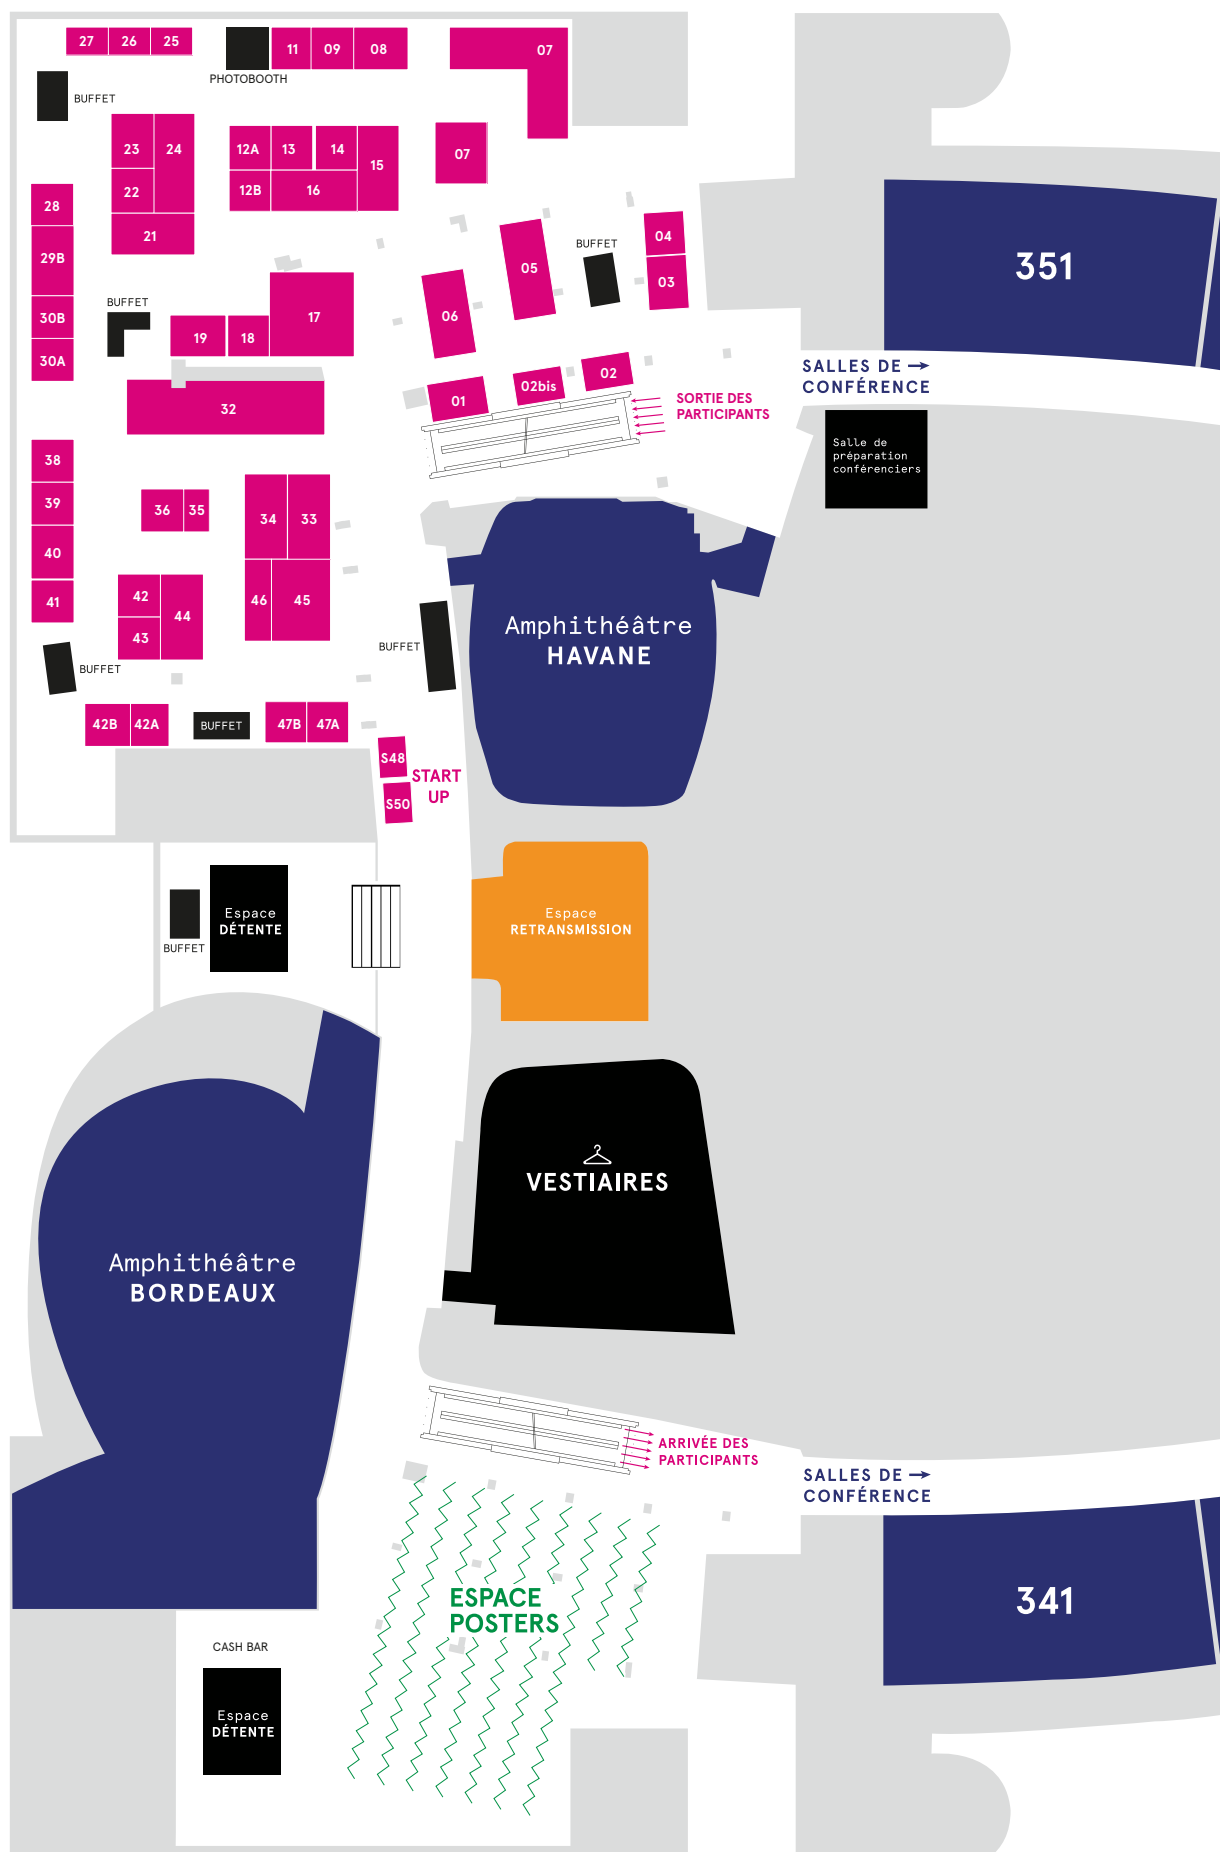 27
26
25
11
09
08
07
PHOTOBOOTH
BUFFET
23
24
12A
13
14
15
07
22
12B
16
28
21
04
BUFFET
351
29B
05
03
BUFFET
30B
17
06
19
18
30A
SALLES DE →
CONFÉRENCE
02
02bis
01
32
SORTIE DES
PARTICIPANTS
Salle de
préparation
conférenciers
38
39
36
35
34
33
40
42
46
45
41
44
43
Amphithéâtre
HAVANE
BUFFET
BUFFET
42B
42A
BUFFET
47B
47A
S48
START
UP
S50
Espace
DÉTENTE
BUFFET
Espace
RETRANSMISSION
VESTIAIRES
Amphithéâtre
BORDEAUX
ARRIVÉE DES
PARTICIPANTS
SALLES DE →
CONFÉRENCE
ESPACE
POSTERS
341
CASH BAR
Espace
DÉTENTE